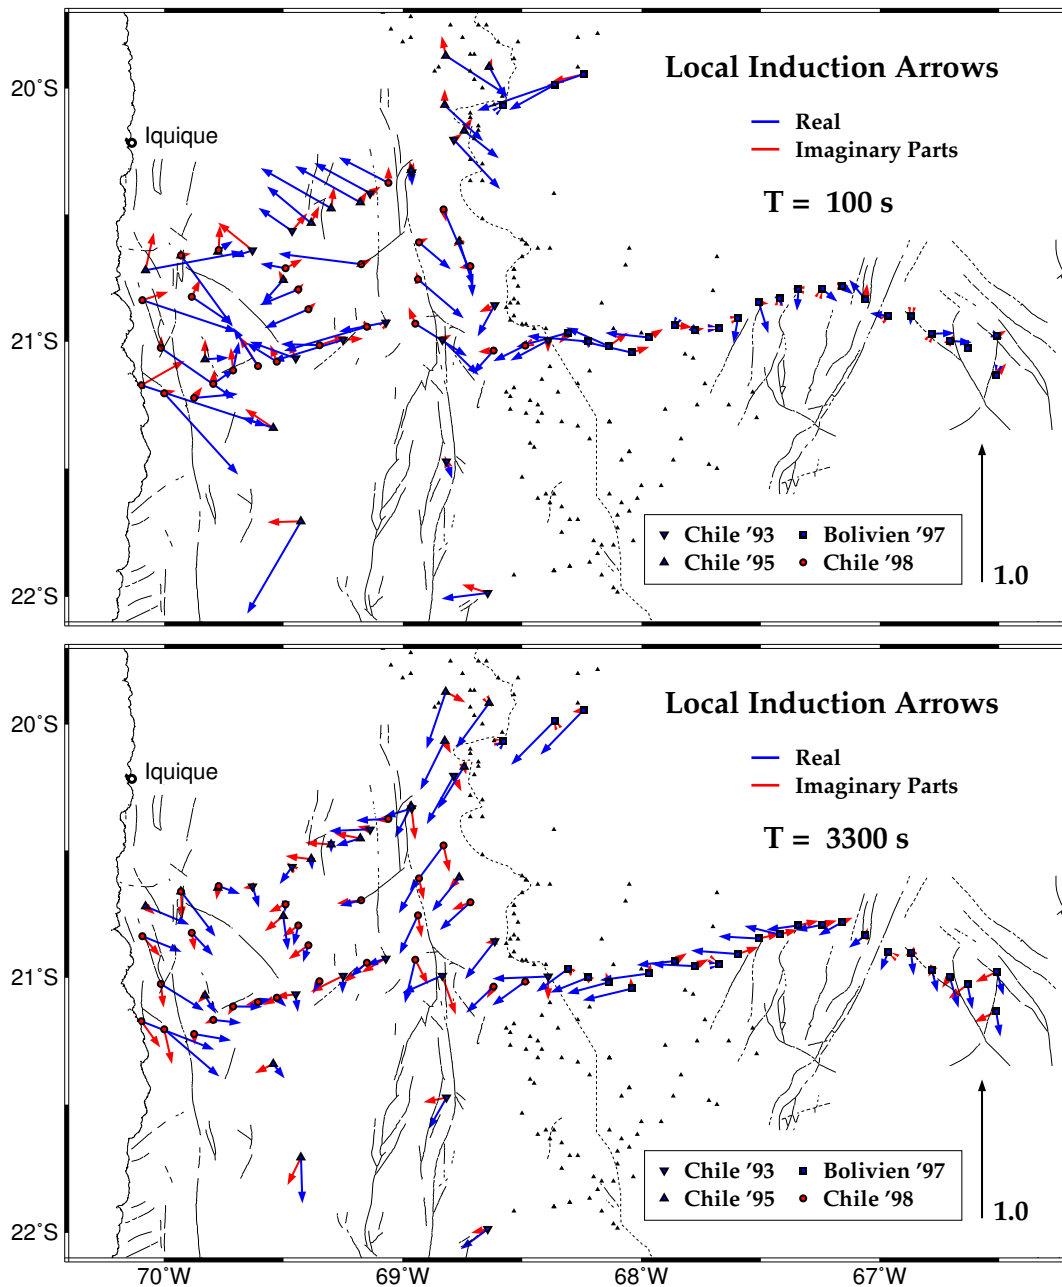 Local Induction Arrows
20°S
Iquique
Real
Imaginary Parts
T = 100 s
21°S
Chile '93
Bolivien '97
Chile '95
Chile '98
1.0
22°S
Local Induction Arrows
20°S
Iquique
Real
Imaginary Parts
T = 3300 s
21°S
Chile '93
Bolivien '97
Chile '95
Chile '98
1.0
22°S
70°W
69°W
68°W
67°W